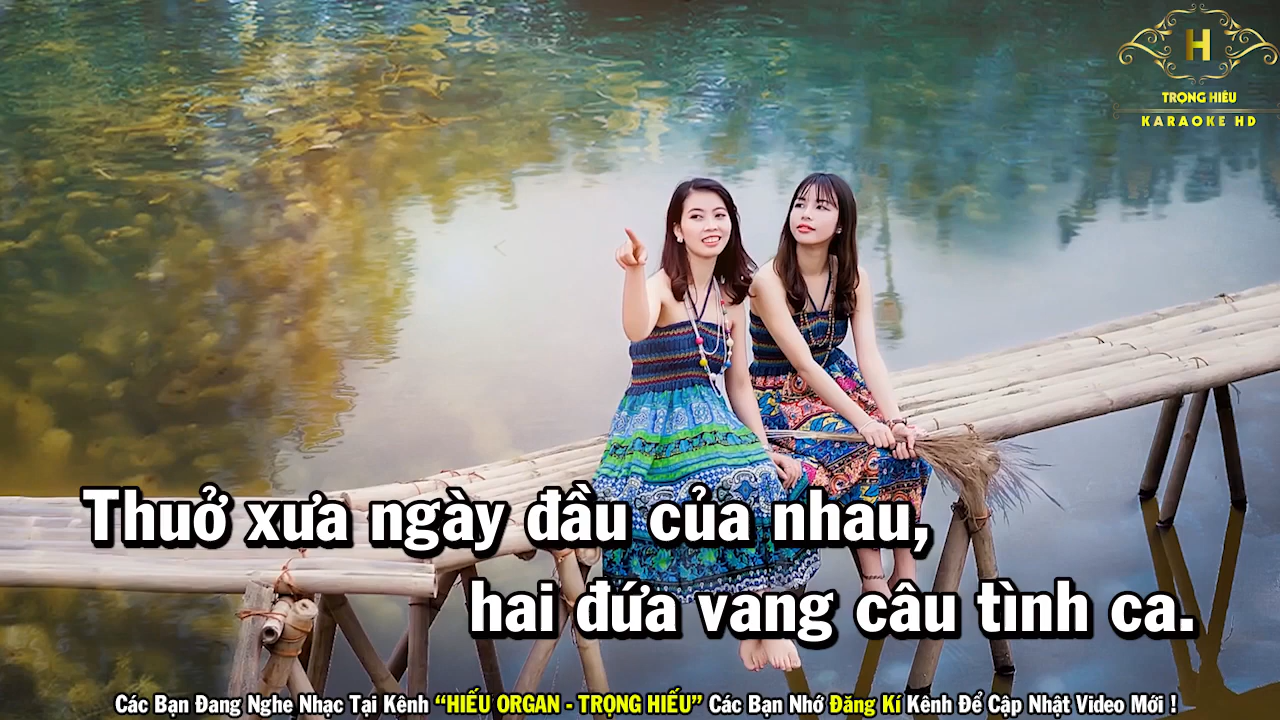 H
TRỌNG HIẾU
KARAOKE HD
Thuở xưa ngày đầu của nhau,
hai đứa vang câu tình ca.
Các Bạn Đang Nghe Nhạc Tại Kênh “HIẾU ORGAN - TRỌNG HIẾU” Các Bạn Nhớ Đăng Kí Kênh Để Cập Nhật Video Mới !